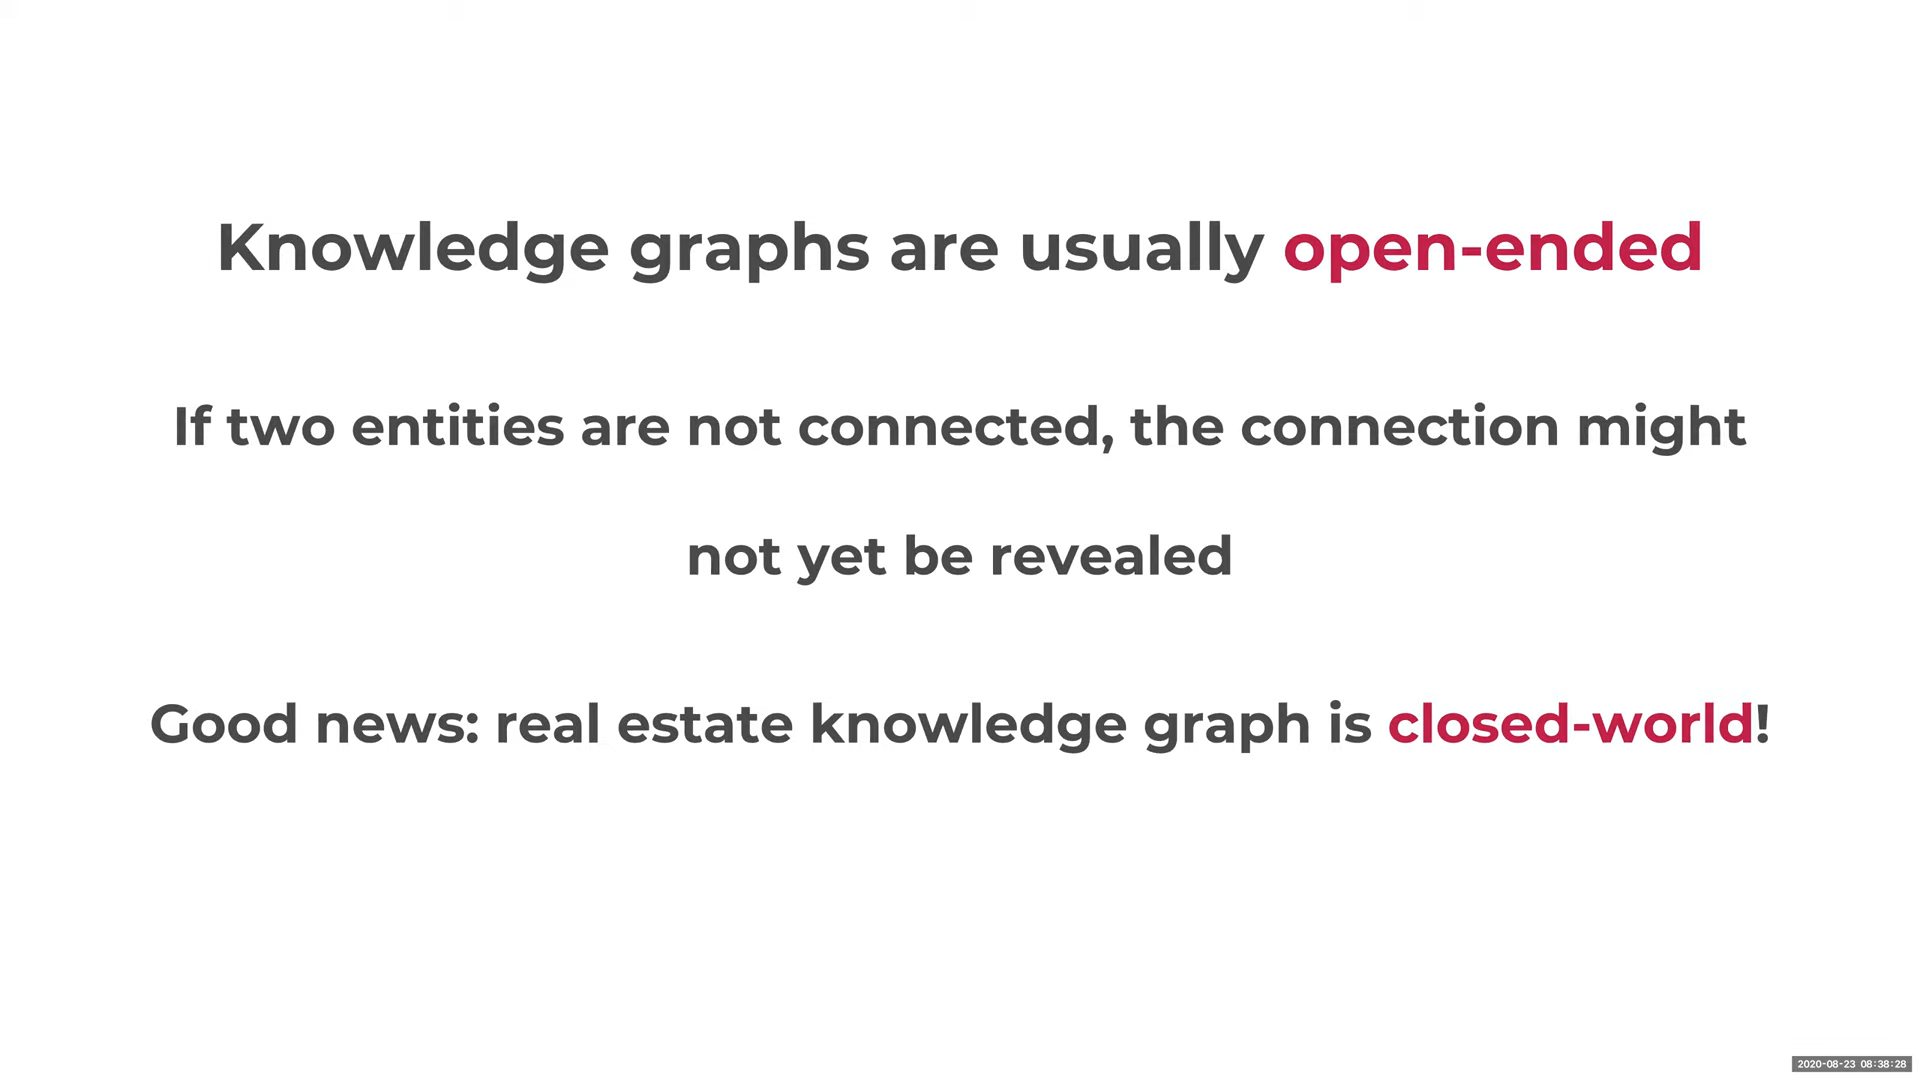 Knowledge graphs are usually open-ended
If two entities are not connected, the connection might
not yet be revealed
Good news: real estate knowledge graph is closed-world!
2020-08-23 08:38:28